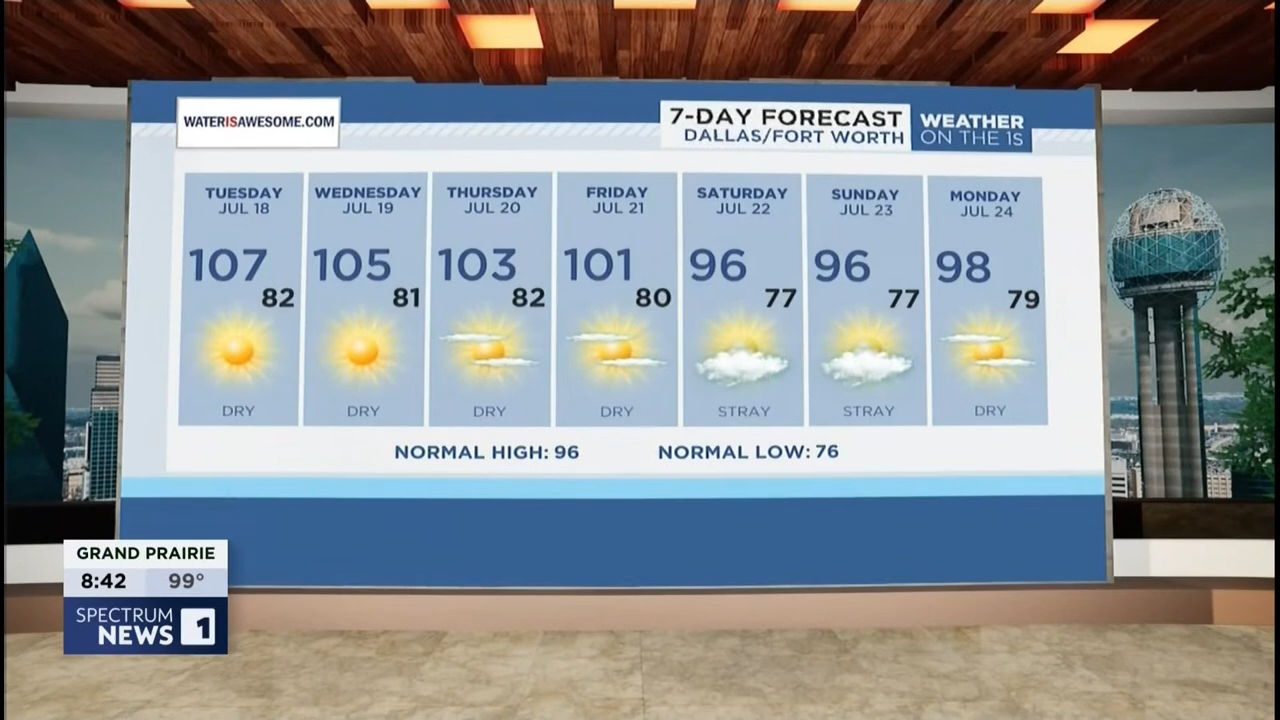 WATERISAWESOME.COM
7-DAY FORECAST
DALLAS/FORT WORTH
WEATHER
ON THE 1S
TUESDAY
JUL 18
107
82
DRY
WEDNESDAY
JUL 19
105
81
DRY
THURSDAY
JUL 20
103
82
DRY
FRIDAY
JUL 21
101
80
DRY
SATURDAY
JUL 22
96
77
STRAY
SUNDAY
JUL 23
96
77
STRAY
MONDAY
JUL 24
98
79
DRY
NORMAL HIGH: 96 NORMAL LOW: 76
GRAND PRAIRIE
8:42 99°
SPECTRUM
NEWS 1